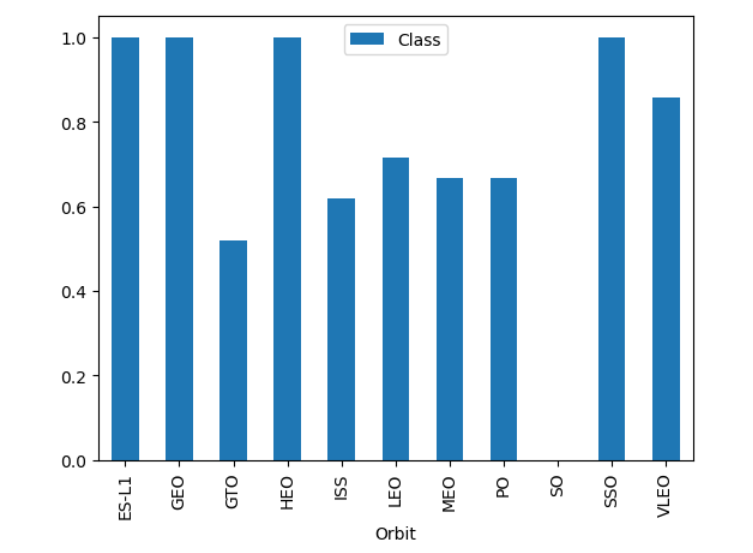 Class
1.0
0.8
0.6
0.4
0.2
0.0
ES-L1
GEO
GTO
HEO
ISS
LEO
MEO
PO
SO
SSO
VLEO
Orbit